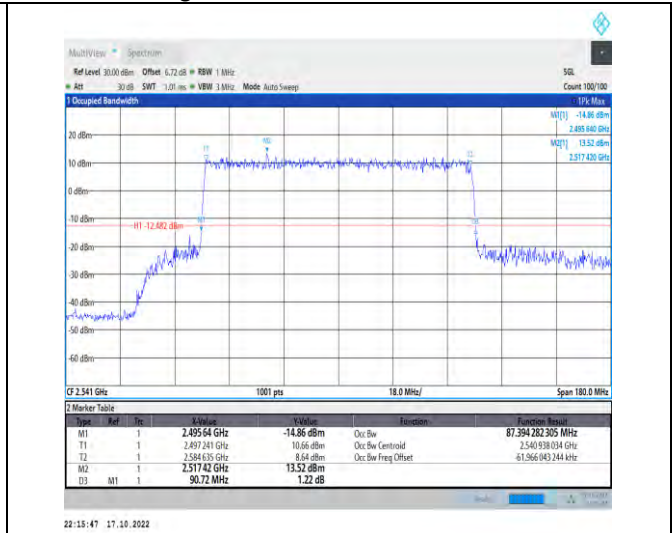 MultiView Spectrum
Ref Level 30.00 dBm Offset 6.72 dB RBW 1 MHz SGL
Att 30 dB SWT 1.01 ms VBW 3 MHz Mode Auto Sweep Count 100/100
1 Occupied Bandwidth 1Pk Max
M1[1] -14.86 dBm
2.495 640 GHz
20 dBm
M2[1] 13.52 dBm
2.517 420 GHz
T1 M2 T2
10 dBm
0 dBm
-10 dBm
M1 D3
H1 -12.482 dBm
-20 dBm
-30 dBm
-40 dBm
-50 dBm
-60 dBm
CF 2.541 GHz 1001 pts 18.0 MHz/ Span 180.0 MHz
2 Marker Table
Type Ref Trc X-Value Y-Value Function Function Result
M1 1 2.495 64 GHz -14.86 dBm Occ Bw 87.394 282 305 MHz
T1 1 2.497 241 GHz 10.66 dBm Occ Bw Centroid 2.540 938 034 GHz
T2 1 2.584 635 GHz 8.64 dBm Occ Bw Freq Offset -61.966 043 244 kHz
M2 1 2.517 42 GHz 13.52 dBm
D3 M1 1 90.72 MHz 1.22 dB
22:15:47 17.10.2022